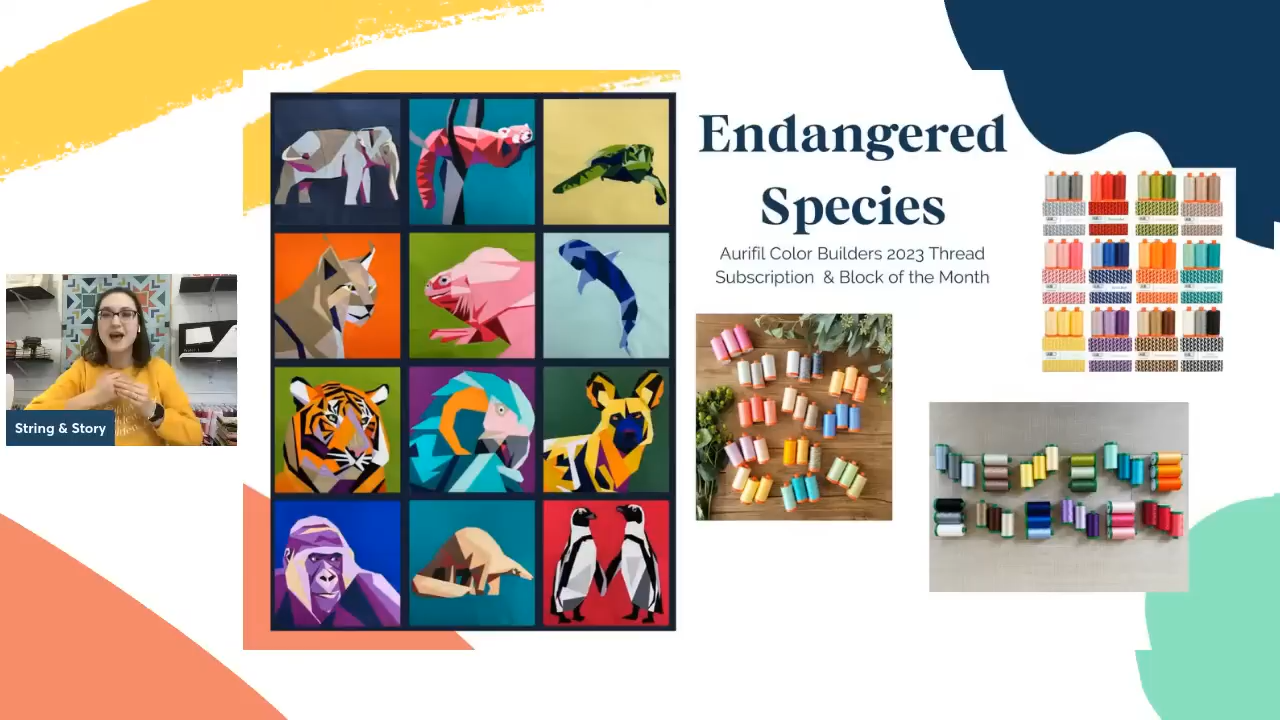 Endangered
Species
Aurifil Color Builders 2023 Thread
Subscription & Block of the Month
String & Story